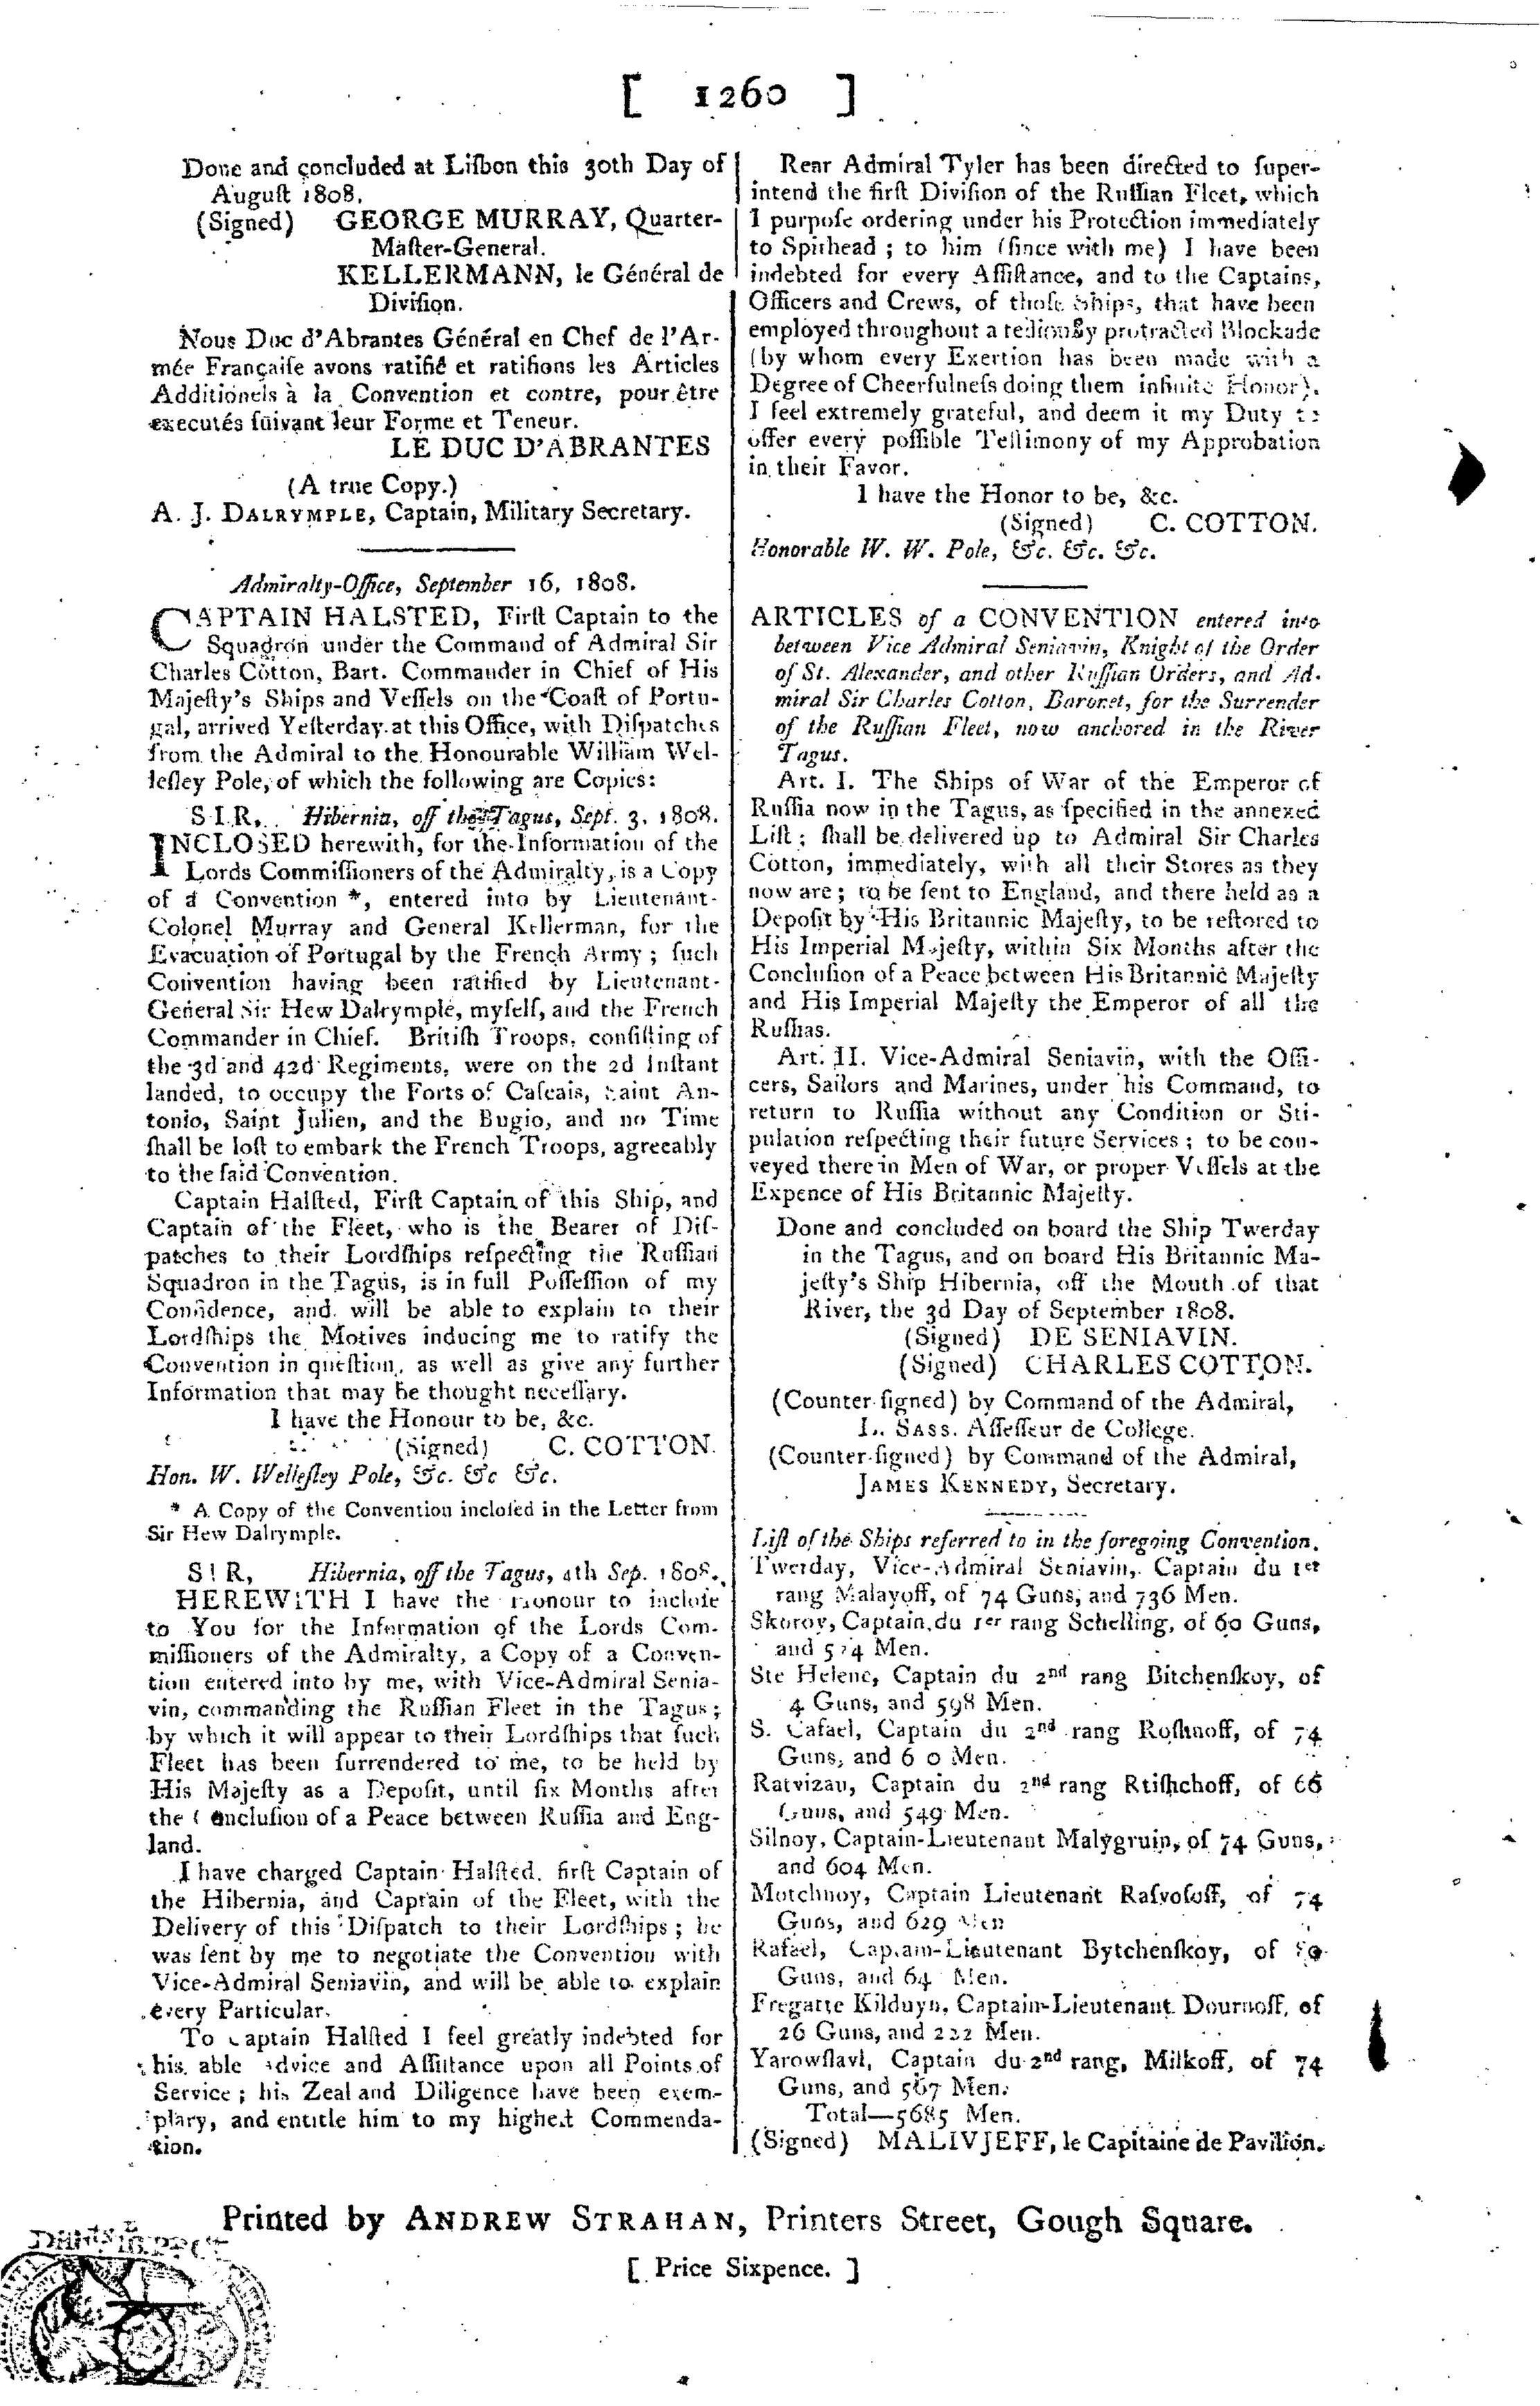 [ 1260 ]
Done and concluded at Liſbon this 30th Day of
Auguſt 1808.
(Signed) GEORGE MURRAY, Quarter-
Maſter-General.
KELLERMANN, le Général de
Diviſion.
Nous Duc d'Abrantes Général en Chef de l'Ar-
mée Françaiſe avons ratifié et ratifions les Articles
Additionels à la Convention et contre, pour être
executés ſuivant leur Forme et Teneur.
LE DUC D'ABRANTES
(A true Copy.)
A. J. DALRYMPLE, Captain, Military Secretary.
Admiralty-Office, September 16, 1808.
CAPTAIN HALSTED, Firſt Captain to the
Squadron under the Command of Admiral Sir
Charles Cotton, Bart. Commander in Chief of His
Majeſty's Ships and Veſſels on the Coaſt of Portu-
gal, arrived Yeſterday at this Office, with Diſpatches
from the Admiral to the Honourable William Wel-
leſley Pole, of which the following are Copies:
SIR, Hibernia, off the Tagus, Sept. 3, 1808.
INCLOSED herewith, for the Information of the
Lords Commiſſioners of the Admiralty, is a Copy
of a Convention *, entered into by Lieutenant-
Colonel Murray and General Kellerman, for the
Evacuation of Portugal by the French Army; ſuch
Convention having been ratified by Lieutenant-
General Sir Hew Dalrymple, myſelf, and the French
Commander in Chief. Britiſh Troops, conſiſting of
the 3d and 42d Regiments, were on the 2d Inſtant
landed, to occupy the Forts of Caſcais, Saint An-
tonio, Saint Julien, and the Bugio, and no Time
ſhall be loſt to embark the French Troops, agreeably
to the ſaid Convention.
Captain Halſted, Firſt Captain of this Ship, and
Captain of the Fleet, who is the Bearer of Diſ-
patches to their Lordſhips reſpecting the Ruſſian
Squadron in the Tagus, is in full Poſſeſſion of my
Confidence, and will be able to explain to their
Lordſhips the Motives inducing me to ratify the
Convention in queſtion, as well as give any further
Information that may be thought neceſſary.
I have the Honour to be, &c.
(Signed) C. COTTON.
Hon. W. Welleſley Pole, &c. &c &c.
* A Copy of the Convention incloſed in the Letter from
Sir Hew Dalrymple.
SIR, Hibernia, off the Tagus, 4th Sep. 1808.
HEREWITH I have the Honour to incloſe
to You for the Information of the Lords Com-
miſſioners of the Admiralty, a Copy of a Conven-
tion entered into by me, with Vice-Admiral Senia-
vin, commanding the Ruſſian Fleet in the Tagus;
by which it will appear to their Lordſhips that ſuch
Fleet has been ſurrendered to me, to be held by
His Majeſty as a Depoſit, until ſix Months after
the Concluſion of a Peace between Ruſſia and Eng-
land.
I have charged Captain Halſted, firſt Captain of
the Hibernia, and Captain of the Fleet, with the
Delivery of this Diſpatch to their Lordſhips; he
was ſent by me to negotiate the Convention with
Vice-Admiral Seniavin, and will be able to explain
every Particular.
To Captain Halſted I feel greatly indebted for
his able Advice and Aſſiſtance upon all Points of
Service; his Zeal and Diligence have been exem-
plary, and entitle him to my higheſt Commenda-
tion.
Rear Admiral Tyler has been directed to ſuper-
intend the firſt Diviſion of the Ruſſian Fleet, which
I purpoſe ordering under his Protection immediately
to Spithead; to him (ſince with me) I have been
indebted for every Aſſiſtance, and to the Captains,
Officers and Crews, of thoſe Ships, that have been
employed throughout a tediouſly protracted Blockade
(by whom every Exertion has been made with a
Degree of Cheerfulneſs doing them infinite Honor).
I feel extremely grateful, and deem it my Duty to
offer every poſſible Teſtimony of my Approbation
in their Favor.
I have the Honor to be, &c.
(Signed) C. COTTON.
Honorable W. W. Pole, &c. &c. &c.
ARTICLES of a CONVENTION entered into
between Vice Admiral Seniavin, Knight of the Order
of St. Alexander, and other Ruſſian Orders, and Ad-
miral Sir Charles Cotton, Baronet, for the Surrender
of the Ruſſian Fleet, now anchored in the River
Tagus.
Art. I. The Ships of War of the Emperor of
Ruſſia now in the Tagus, as ſpecified in the annexed
Liſt; ſhall be delivered up to Admiral Sir Charles
Cotton, immediately, with all their Stores as they
now are; to be ſent to England, and there held as a
Depoſit by His Britannic Majeſty, to be reſtored to
His Imperial Majeſty, within Six Months after the
Concluſion of a Peace between His Britannic Majeſty
and His Imperial Majeſty the Emperor of all the
Ruſſias.
Art. II. Vice-Admiral Seniavin, with the Offi-
cers, Sailors and Marines, under his Command, to
return to Ruſſia without any Condition or Sti-
pulation reſpecting their future Services; to be con-
veyed there in Men of War, or proper Veſſels at the
Expence of His Britannic Majeſty.
Done and concluded on board the Ship Twerday
in the Tagus, and on board His Britannic Ma-
jeſty's Ship Hibernia, off the Mouth of that
River, the 3d Day of September 1808.
(Signed) DE SENIAVIN.
(Signed) CHARLES COTTON.
(Counter-ſigned) by Command of the Admiral,
L. SASS. Aſſeſſeur de College.
(Counter-ſigned) by Command of the Admiral,
JAMES KENNEDY, Secretary.
Liſt of the Ships referred to in the foregoing Convention.
Twerday, Vice-Admiral Seniavin, Captain du 1er
rang Malayoff, of 74 Guns, and 736 Men.
Skoroy, Captain du 1er rang Schelling, of 60 Guns,
and 5 4 Men.
Ste Helene, Captain du 2nd rang Bitchenſkoy, of
4 Guns, and 598 Men.
S. Cafael, Captain du 2nd rang Roſhnoff, of 74
Guns, and 6 0 Men.
Ratvizau, Captain du 2nd rang Rtiſhchoff, of 66
Guns, and 549 Men.
Silnoy, Captain-Lieutenant Malygruin, of 74 Guns,
and 604 Men.
Motchnoy, Captain Lieutenant Raſvoſoff, of 74
Guns, and 629 Men
Rafael, Captain-Lieutenant Bytchenſkoy, of 80
Guns, and 64 Men.
Fregatte Kilduyn, Captain-Lieutenant Dournoff, of
26 Guns, and 222 Men.
Yarowſlavl, Captain du 2nd rang, Milkoff, of 74
Guns, and 567 Men.
Total—5685 Men.
(Signed) MALIVJEFF, le Capitaine de Pavilion.
Printed by ANDREW STRAHAN, Printers Street, Gough Square.
[ Price Sixpence. ]